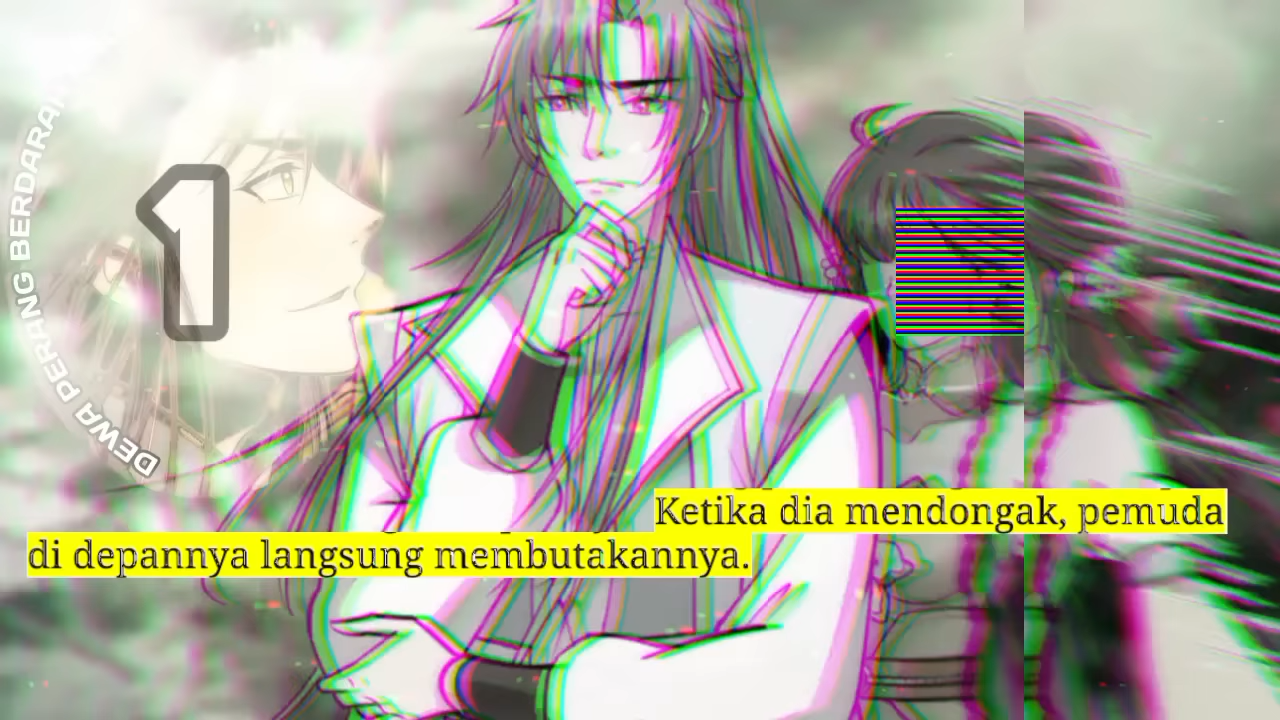 DEWA PERANG BERDARAH
1
Ketika dia mendongak, pemuda
di depannya langsung membutakannya.